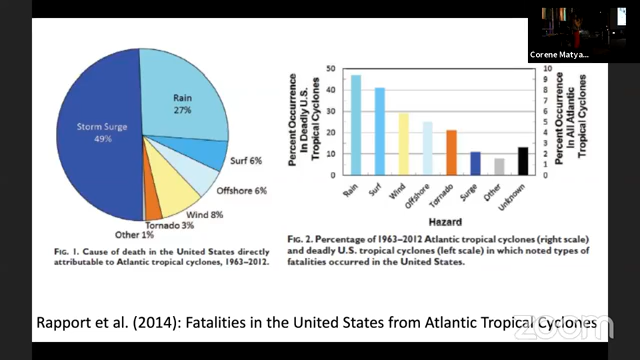 Corene Matya...
Storm Surge
49%
Rain
27%
Surf 6%
Offshore 6%
Wind 8%
Tornado 3%
Other 1%
FIG. 1. Cause of death in the United States directly
attributable to Atlantic tropical cyclones, 1963–2012.
Percent Occurrence
In Deadly U.S.
Tropical Cyclones
50
40
30
20
10
0
10
9
8
7
6
5
4
3
2
1
0
Percent Occurrence
in All Atlantic
Tropical Cyclones
Rain
Surf
Wind
Offshore
Tornado
Surge
Other
Unknown
Hazard
FIG. 2. Percentage of 1963–2012 Atlantic tropical cyclones (right scale)
and deadly U.S. tropical cyclones (left scale) in which noted types of
fatalities occurred in the United States.
Rapport et al. (2014): Fatalities in the United States from Atlantic Tropical Cyclones
zoom